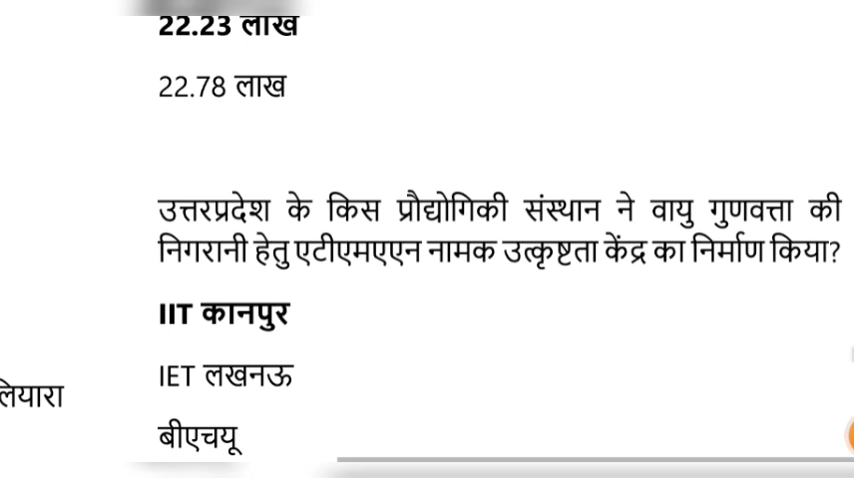 22.23 लाख
22.78 लाख
उत्तरप्रदेश के किस प्रौद्योगिकी संस्थान ने वायु गुणवत्ता की
निगरानी हेतु एटीएमएएन नामक उत्कृष्टता केंद्र का निर्माण किया?
IIT कानपुर
IET लखनऊ
लियारा
बीएचयू